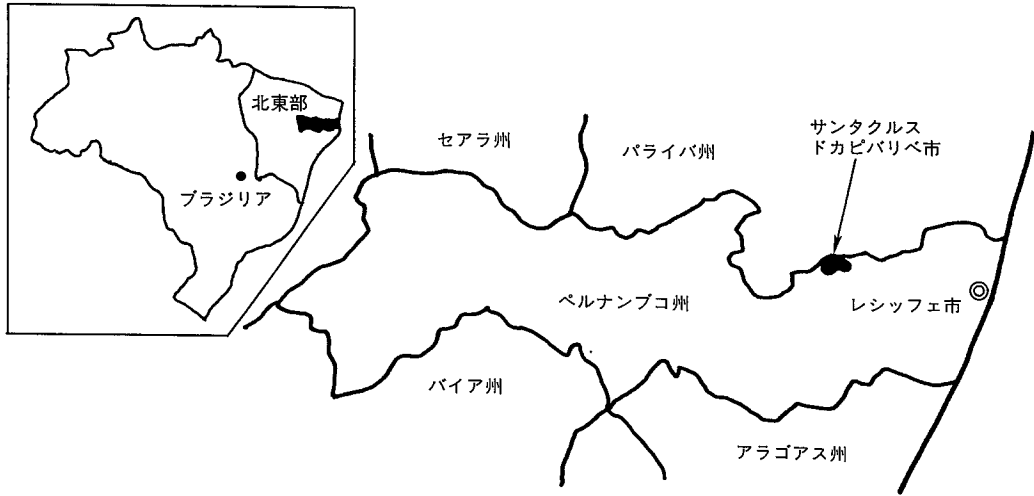 北東部
ブラジリア
セアラ州
パライバ州
サンタクルス
ドカピバリベ市
ペルナンブコ州
レシッフェ市
バイア州
アラゴアス州